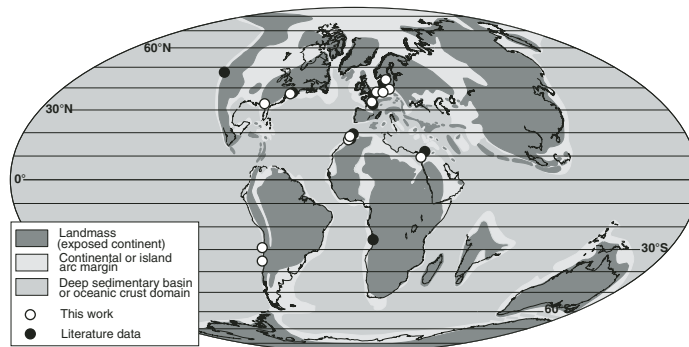 60°N
30°N
0°
30°S
60°S
Landmass
(exposed continent)
Continental or island
arc margin
Deep sedimentary basin
or oceanic crust domain
This work
Literature data